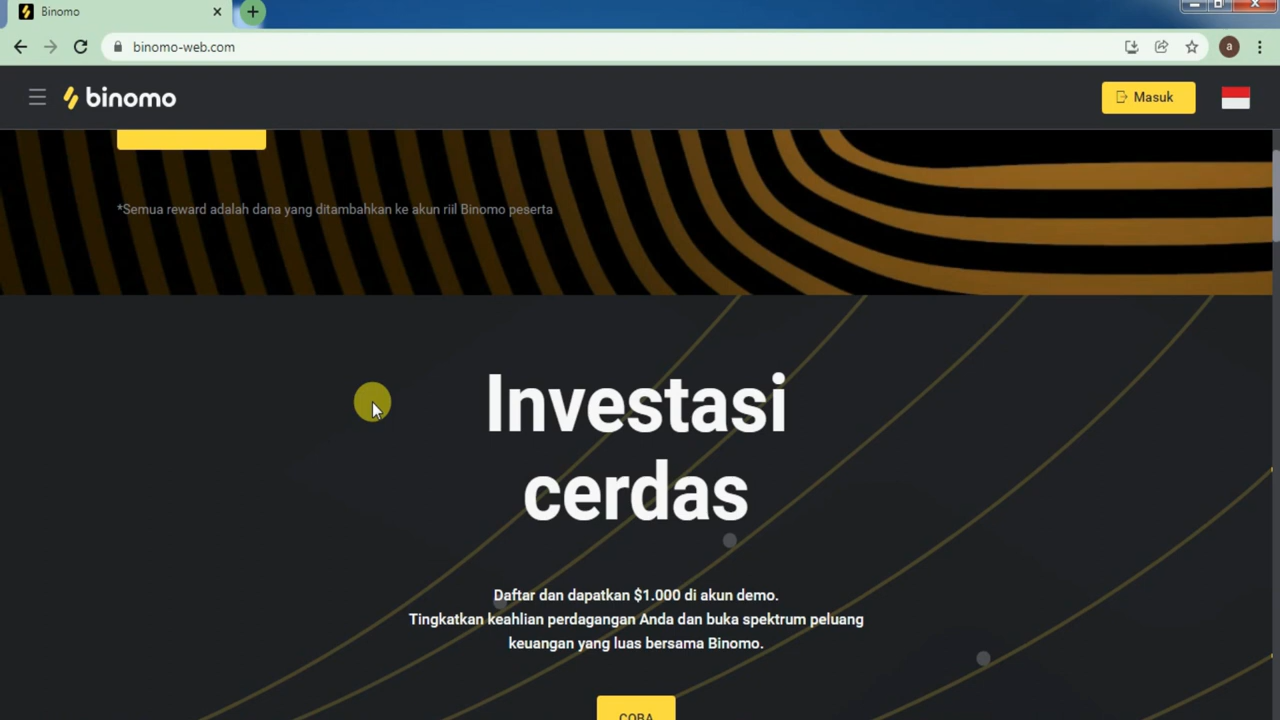 Binomo
binomo-web.com
a
binomo
Masuk
*Semua reward adalah dana yang ditambahkan ke akun riil Binomo peserta
Investasi
cerdas
Daftar dan dapatkan $1.000 di akun demo.
Tingkatkan keahlian perdagangan Anda dan buka spektrum peluang
keuangan yang luas bersama Binomo.
COBA